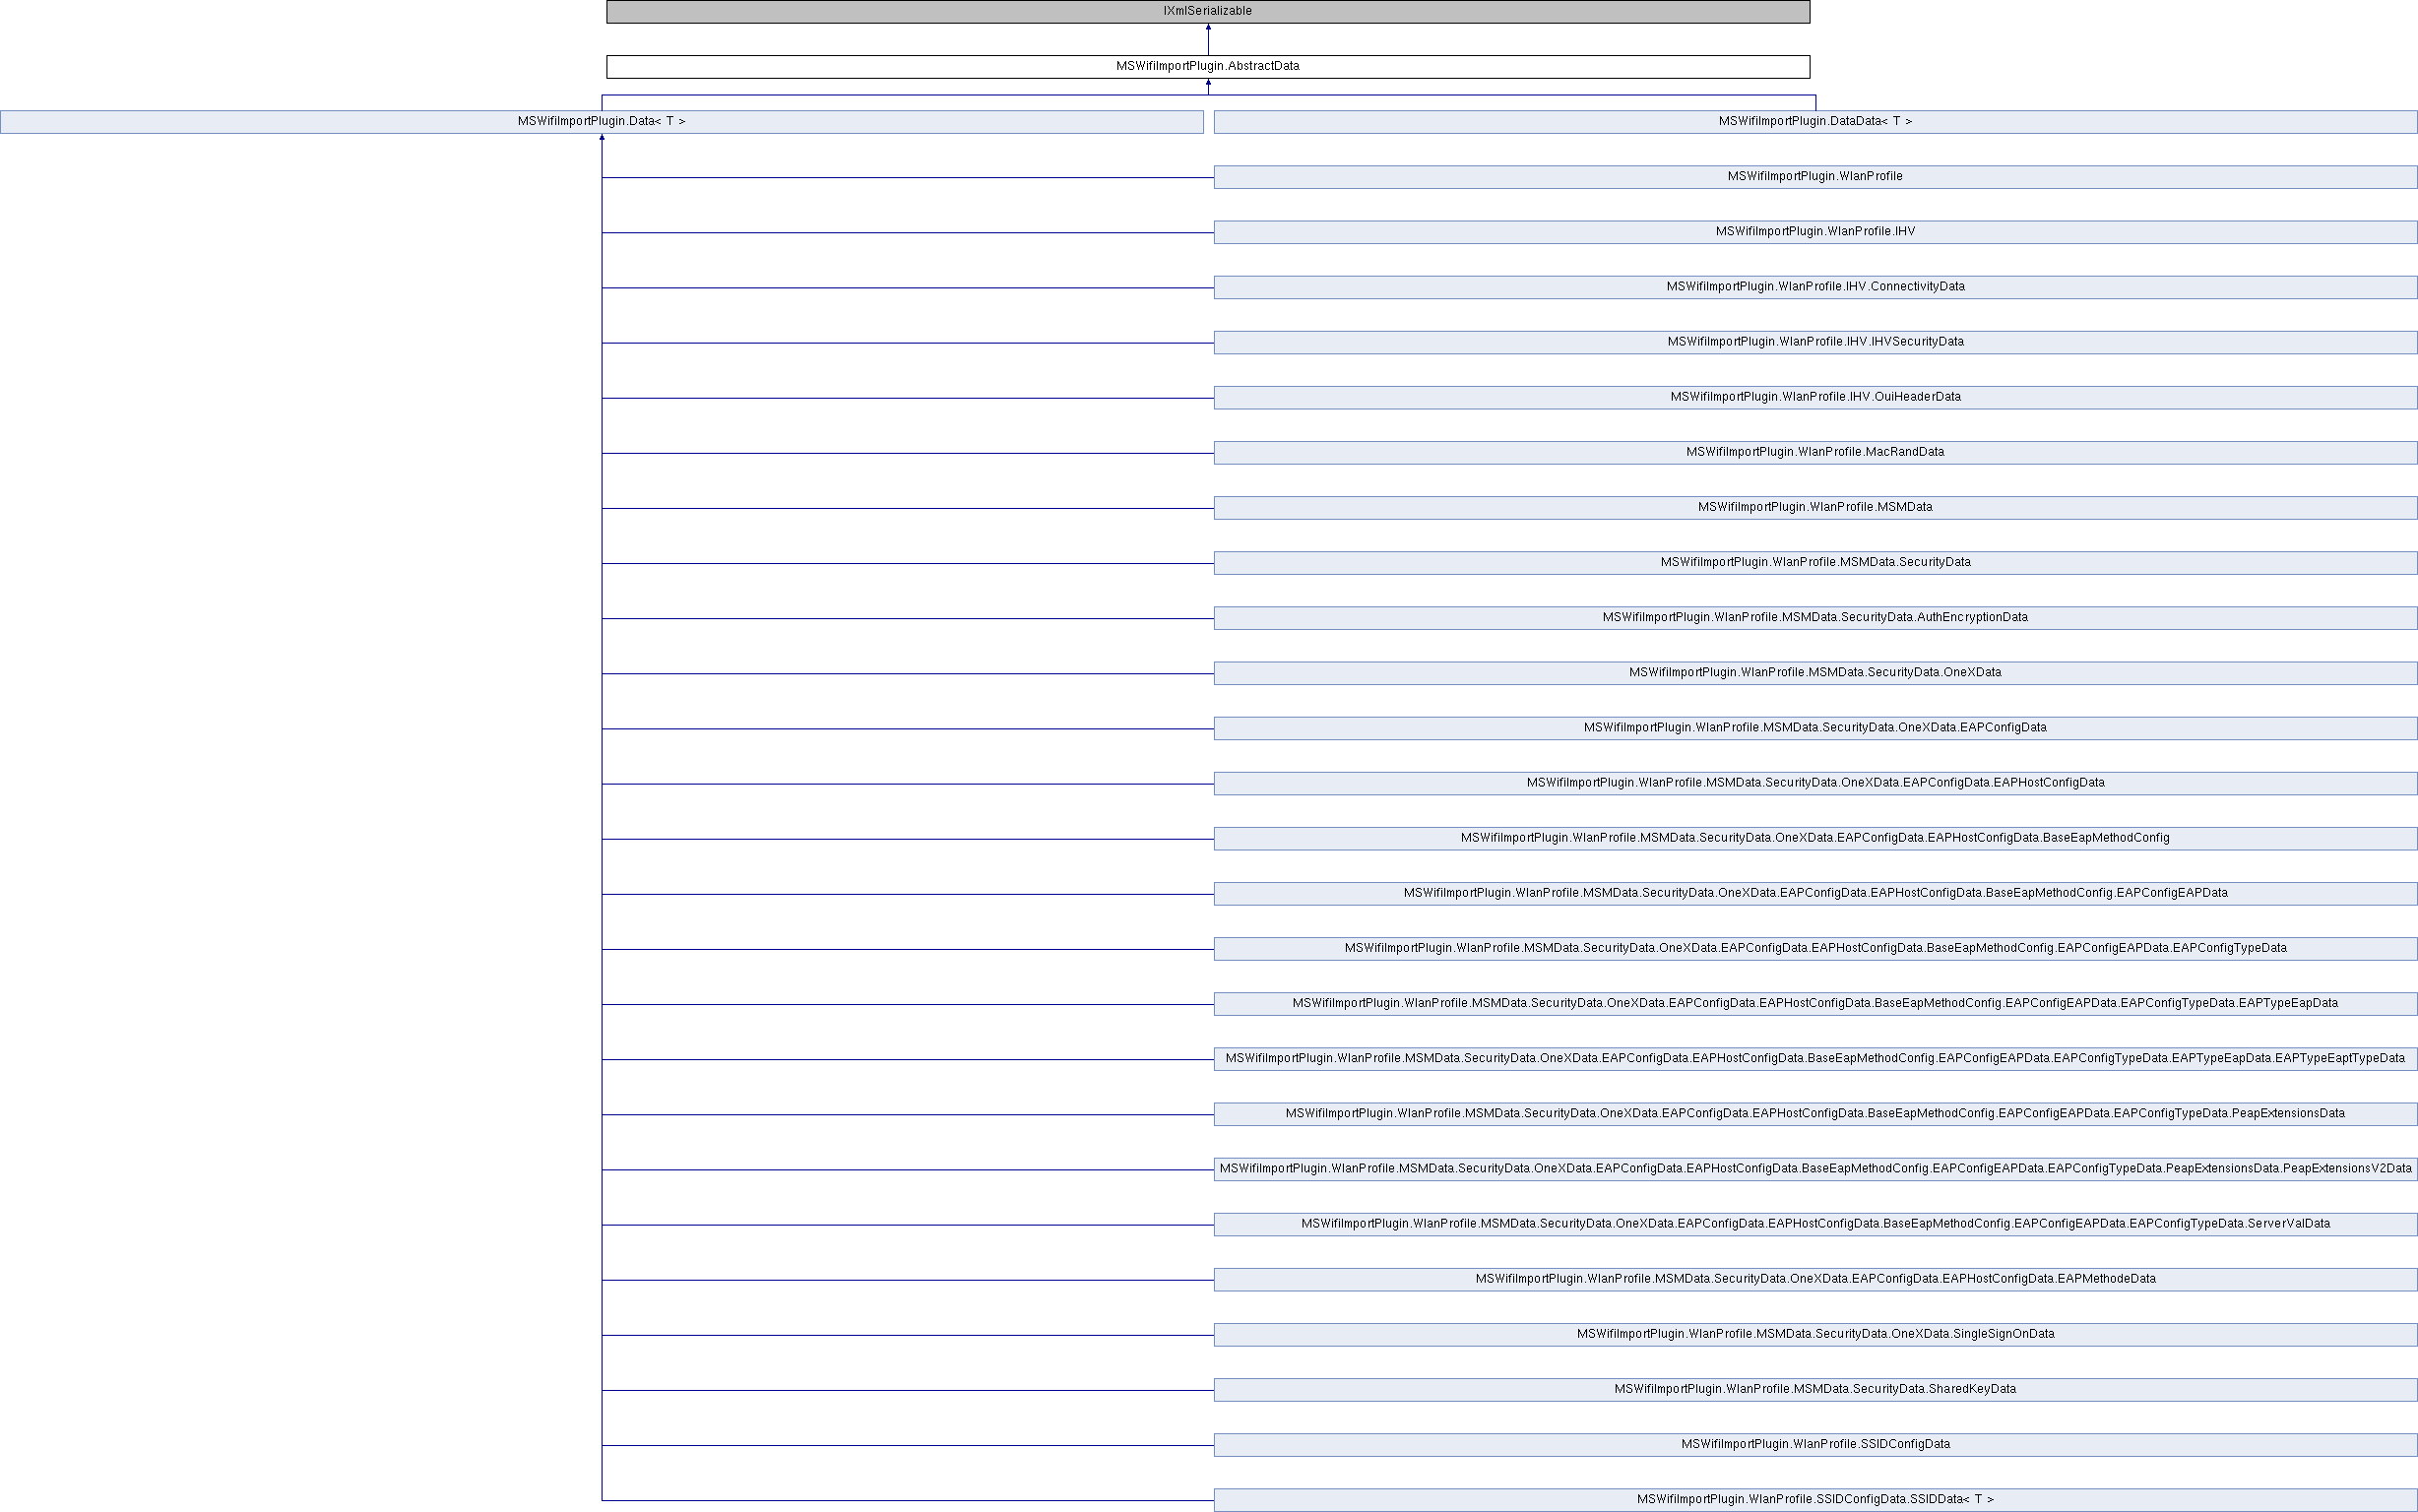 IXmlSerializable
MSWifiImportPlugin.AbstractData
MSWifiImportPlugin.Data< T >
MSWifiImportPlugin.DataData< T >
MSWifiImportPlugin.WlanProfile
MSWifiImportPlugin.WlanProfile.IHV
MSWifiImportPlugin.WlanProfile.IHV.ConnectivityData
MSWifiImportPlugin.WlanProfile.IHV.IHVSecurityData
MSWifiImportPlugin.WlanProfile.IHV.OuiHeaderData
MSWifiImportPlugin.WlanProfile.MacRandData
MSWifiImportPlugin.WlanProfile.MSMData
MSWifiImportPlugin.WlanProfile.MSMData.SecurityData
MSWifiImportPlugin.WlanProfile.MSMData.SecurityData.AuthEncryptionData
MSWifiImportPlugin.WlanProfile.MSMData.SecurityData.OneXData
MSWifiImportPlugin.WlanProfile.MSMData.SecurityData.OneXData.EAPConfigData
MSWifiImportPlugin.WlanProfile.MSMData.SecurityData.OneXData.EAPConfigData.EAPHostConfigData
MSWifiImportPlugin.WlanProfile.MSMData.SecurityData.OneXData.EAPConfigData.EAPHostConfigData.BaseEapMethodConfig
MSWifiImportPlugin.WlanProfile.MSMData.SecurityData.OneXData.EAPConfigData.EAPHostConfigData.BaseEapMethodConfig.EAPConfigEAPData
MSWifiImportPlugin.WlanProfile.MSMData.SecurityData.OneXData.EAPConfigData.EAPHostConfigData.BaseEapMethodConfig.EAPConfigEAPData.EAPConfigTypeData
MSWifiImportPlugin.WlanProfile.MSMData.SecurityData.OneXData.EAPConfigData.EAPHostConfigData.BaseEapMethodConfig.EAPConfigEAPData.EAPConfigTypeData.EAPTypeEapData
MSWifiImportPlugin.WlanProfile.MSMData.SecurityData.OneXData.EAPConfigData.EAPHostConfigData.BaseEapMethodConfig.EAPConfigEAPData.EAPConfigTypeData.EAPTypeEapData.EAPTypeEaptTypeData
MSWifiImportPlugin.WlanProfile.MSMData.SecurityData.OneXData.EAPConfigData.EAPHostConfigData.BaseEapMethodConfig.EAPConfigEAPData.EAPConfigTypeData.PeapExtensionsData
MSWifiImportPlugin.WlanProfile.MSMData.SecurityData.OneXData.EAPConfigData.EAPHostConfigData.BaseEapMethodConfig.EAPConfigEAPData.EAPConfigTypeData.PeapExtensionsData.PeapExtensionsV2Data
MSWifiImportPlugin.WlanProfile.MSMData.SecurityData.OneXData.EAPConfigData.EAPHostConfigData.BaseEapMethodConfig.EAPConfigEAPData.EAPConfigTypeData.ServerValData
MSWifiImportPlugin.WlanProfile.MSMData.SecurityData.OneXData.EAPConfigData.EAPHostConfigData.EAPMethodeData
MSWifiImportPlugin.WlanProfile.MSMData.SecurityData.OneXData.SingleSignOnData
MSWifiImportPlugin.WlanProfile.MSMData.SecurityData.SharedKeyData
MSWifiImportPlugin.WlanProfile.SSIDConfigData
MSWifiImportPlugin.WlanProfile.SSIDConfigData.SSIDData< T >